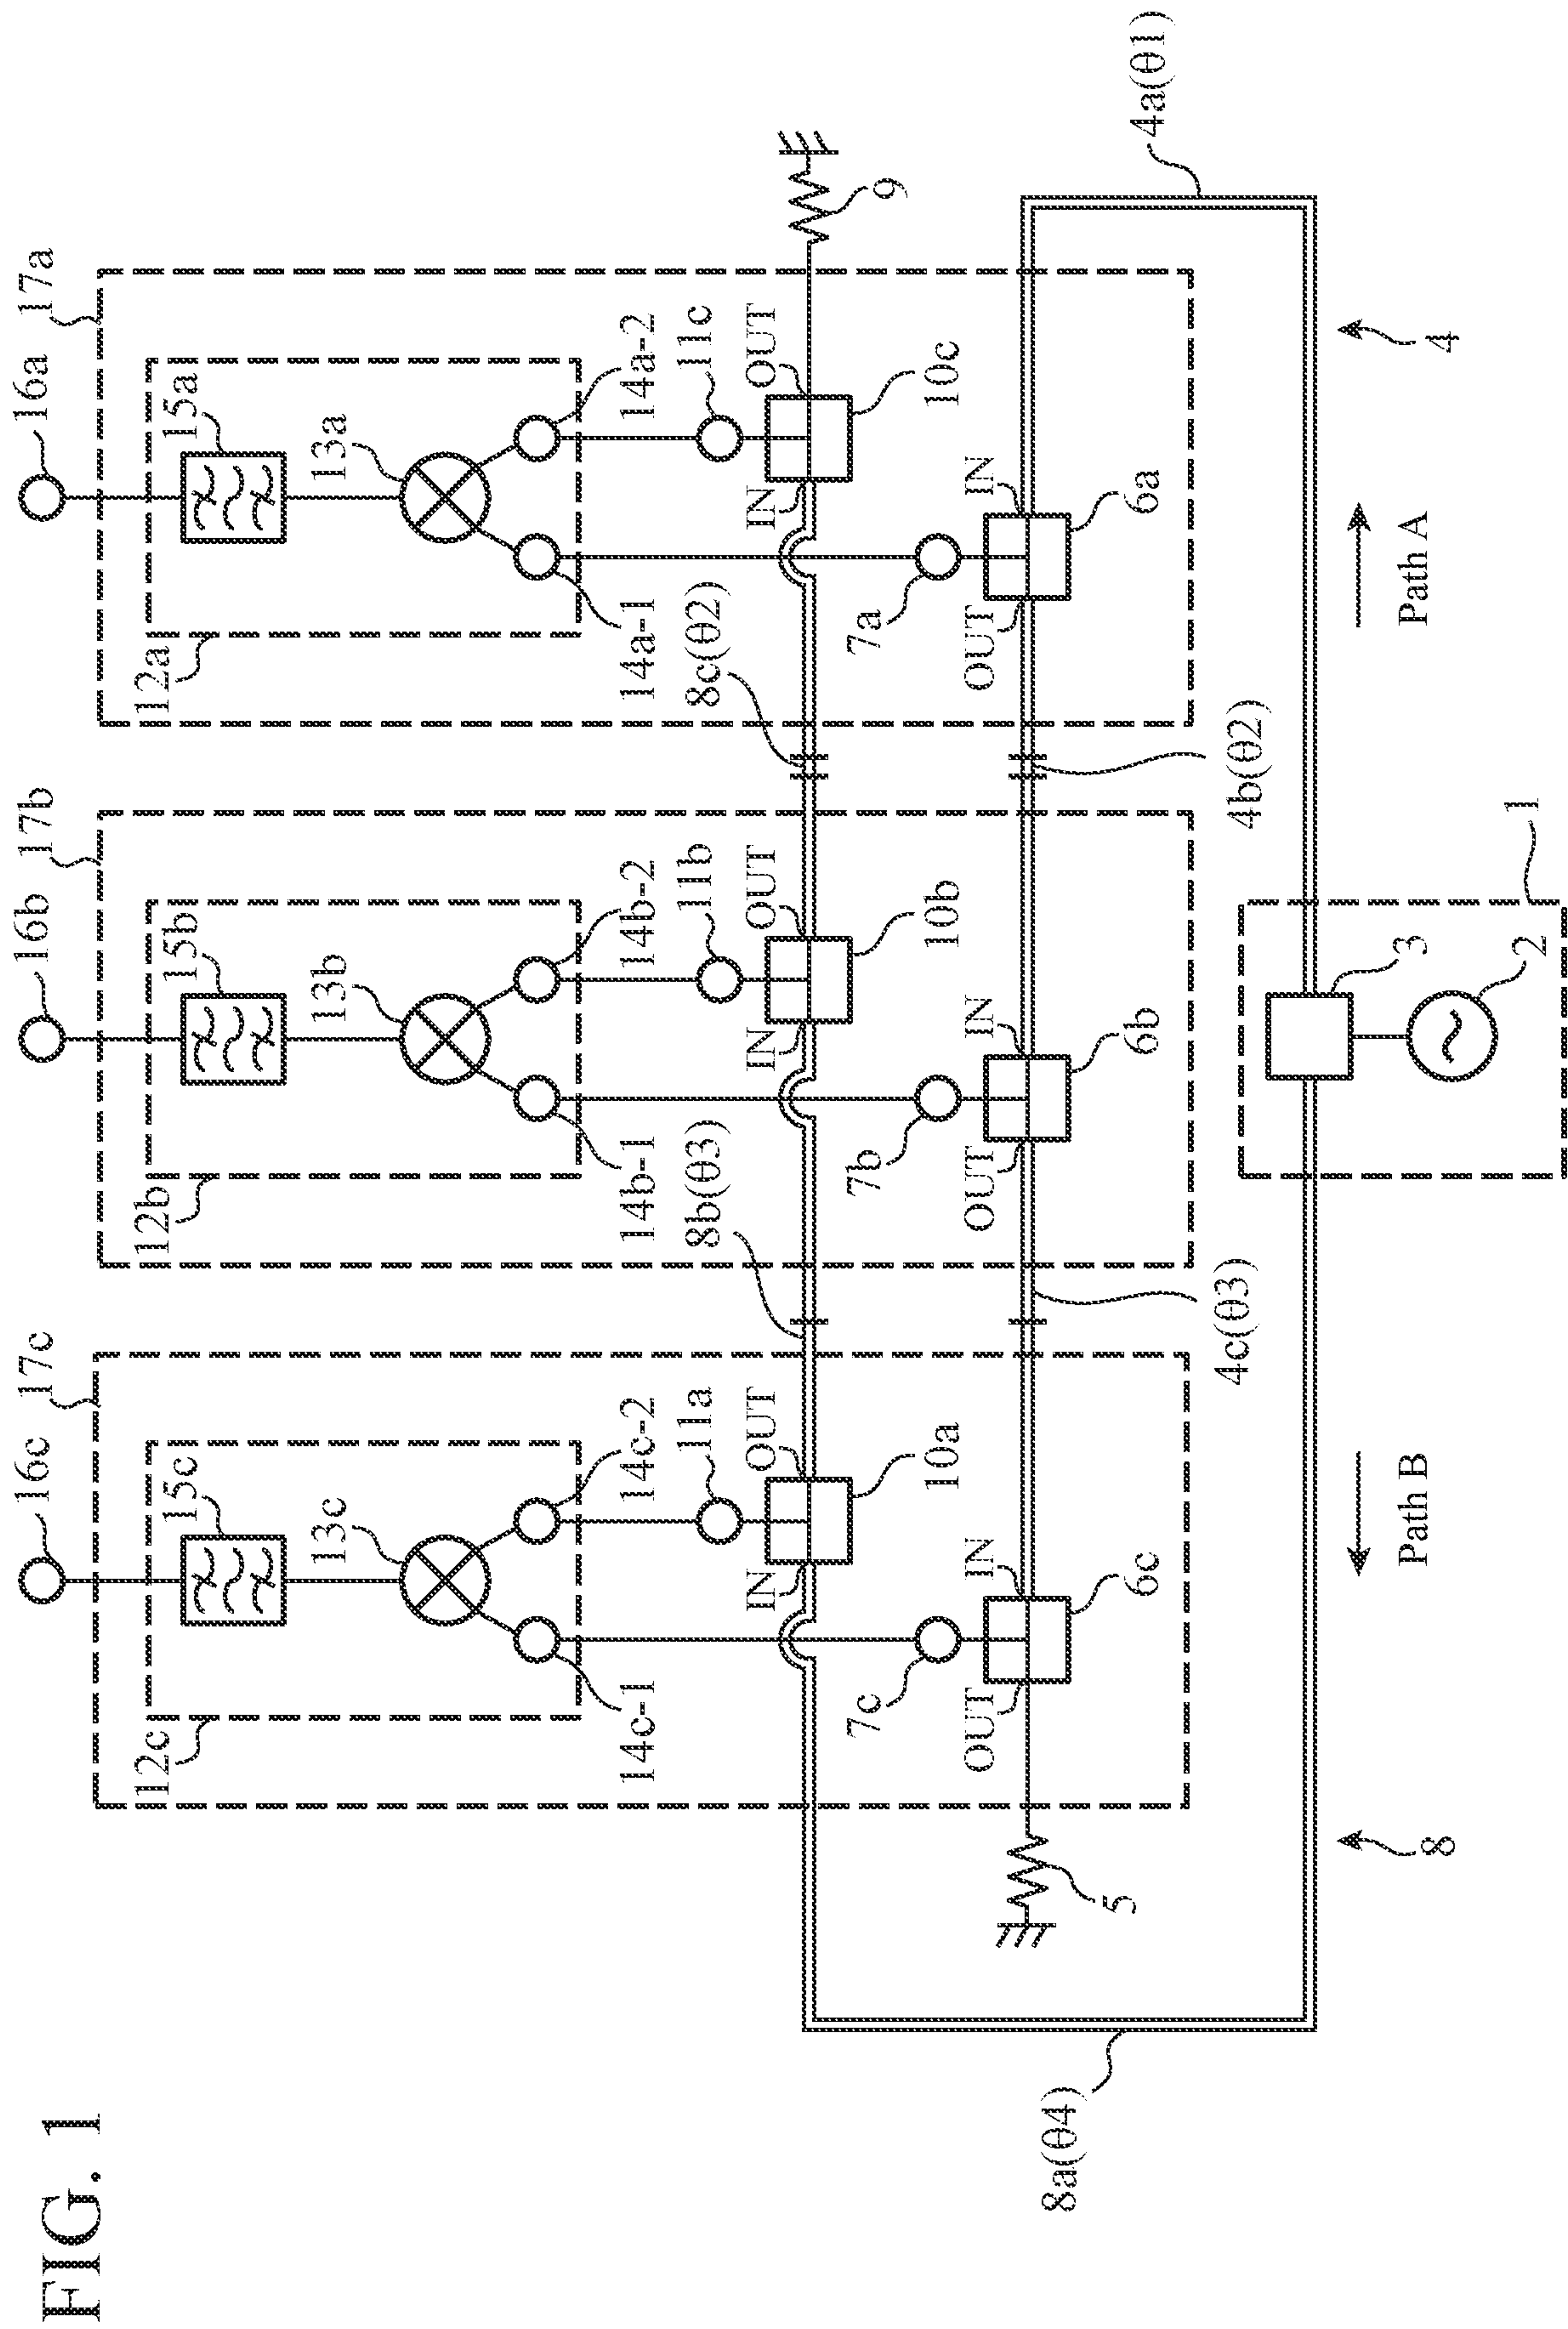 FIG. 1
16c
17c
16b
17b
16a
17a
12c
15c
12b
15b
12a
15a
13c
13b
13a
14c-1
14c-2
14b-1
14b-2
14a-1
14a-2
11a
8b(θ3)
11b
8c(θ2)
11c
IN
OUT
IN
OUT
IN
OUT
9
7c
7b
7a
10a
10b
10c
OUT
IN
OUT
IN
OUT
IN
8a(θ4)
5
6c
6b
6a
4a(θ1)
4c(θ3)
4b(θ2)
Path B
3
Path A
8
4
2
1